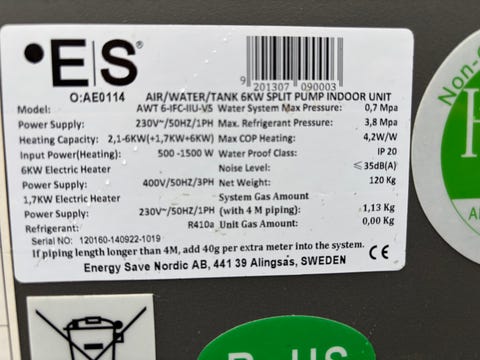 E|S
9 201307 090003
O:AE0114 AIR/WATER/TANK 6KW SPLIT PUMP INDOOR UNIT
Model: AWT 6-IFC-IIU-V5 Water System Max Pressure: 0,7 Mpa
Power Supply: 230V~/50HZ/1PH Max. Refrigerant Pressure: 3,8 Mpa
Heating Capacity: 2,1-6KW(+1,7KW+6KW) Max COP Heating: 4,2W/W
Input Power(Heating): 500 -1500 W Water Proof Class: IP 20
6KW Electric Heater Noise Level: ≤35dB(A)
Power Supply: 400V/50HZ/3PH Net Weight: 120 Kg
1,7KW Electric Heater System Gas Amount
Power Supply: 230V~/50Hz/1PH (with 4 M piping): 1,13 Kg
Refrigerant: R410a Unit Gas Amount: 0,00 Kg
Serial NO: 120160-140922-1019
If piping length longer than 4M, add 40g per extra meter into the system.
CE
Energy Save Nordic AB, 441 39 Alingsås, SWEDEN